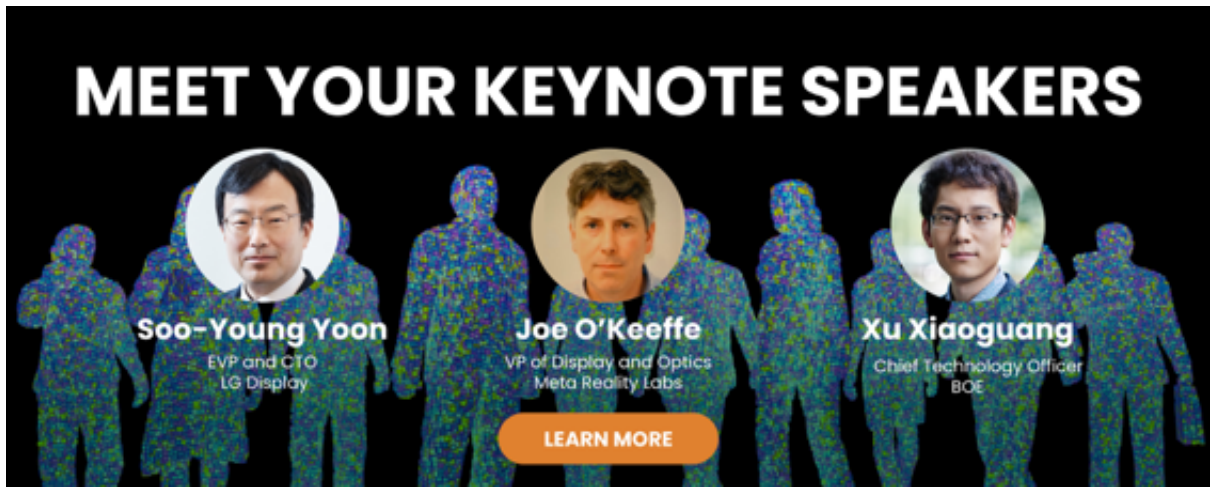 MEET YOUR KEYNOTE SPEAKERS
Soo-Young Yoon
EVP and CTO
LG Display
Joe O’Keeffe
VP of Display and Optics
Meta Reality Labs
Xu Xiaoguang
Chief Technology Officer
BOE
LEARN MORE